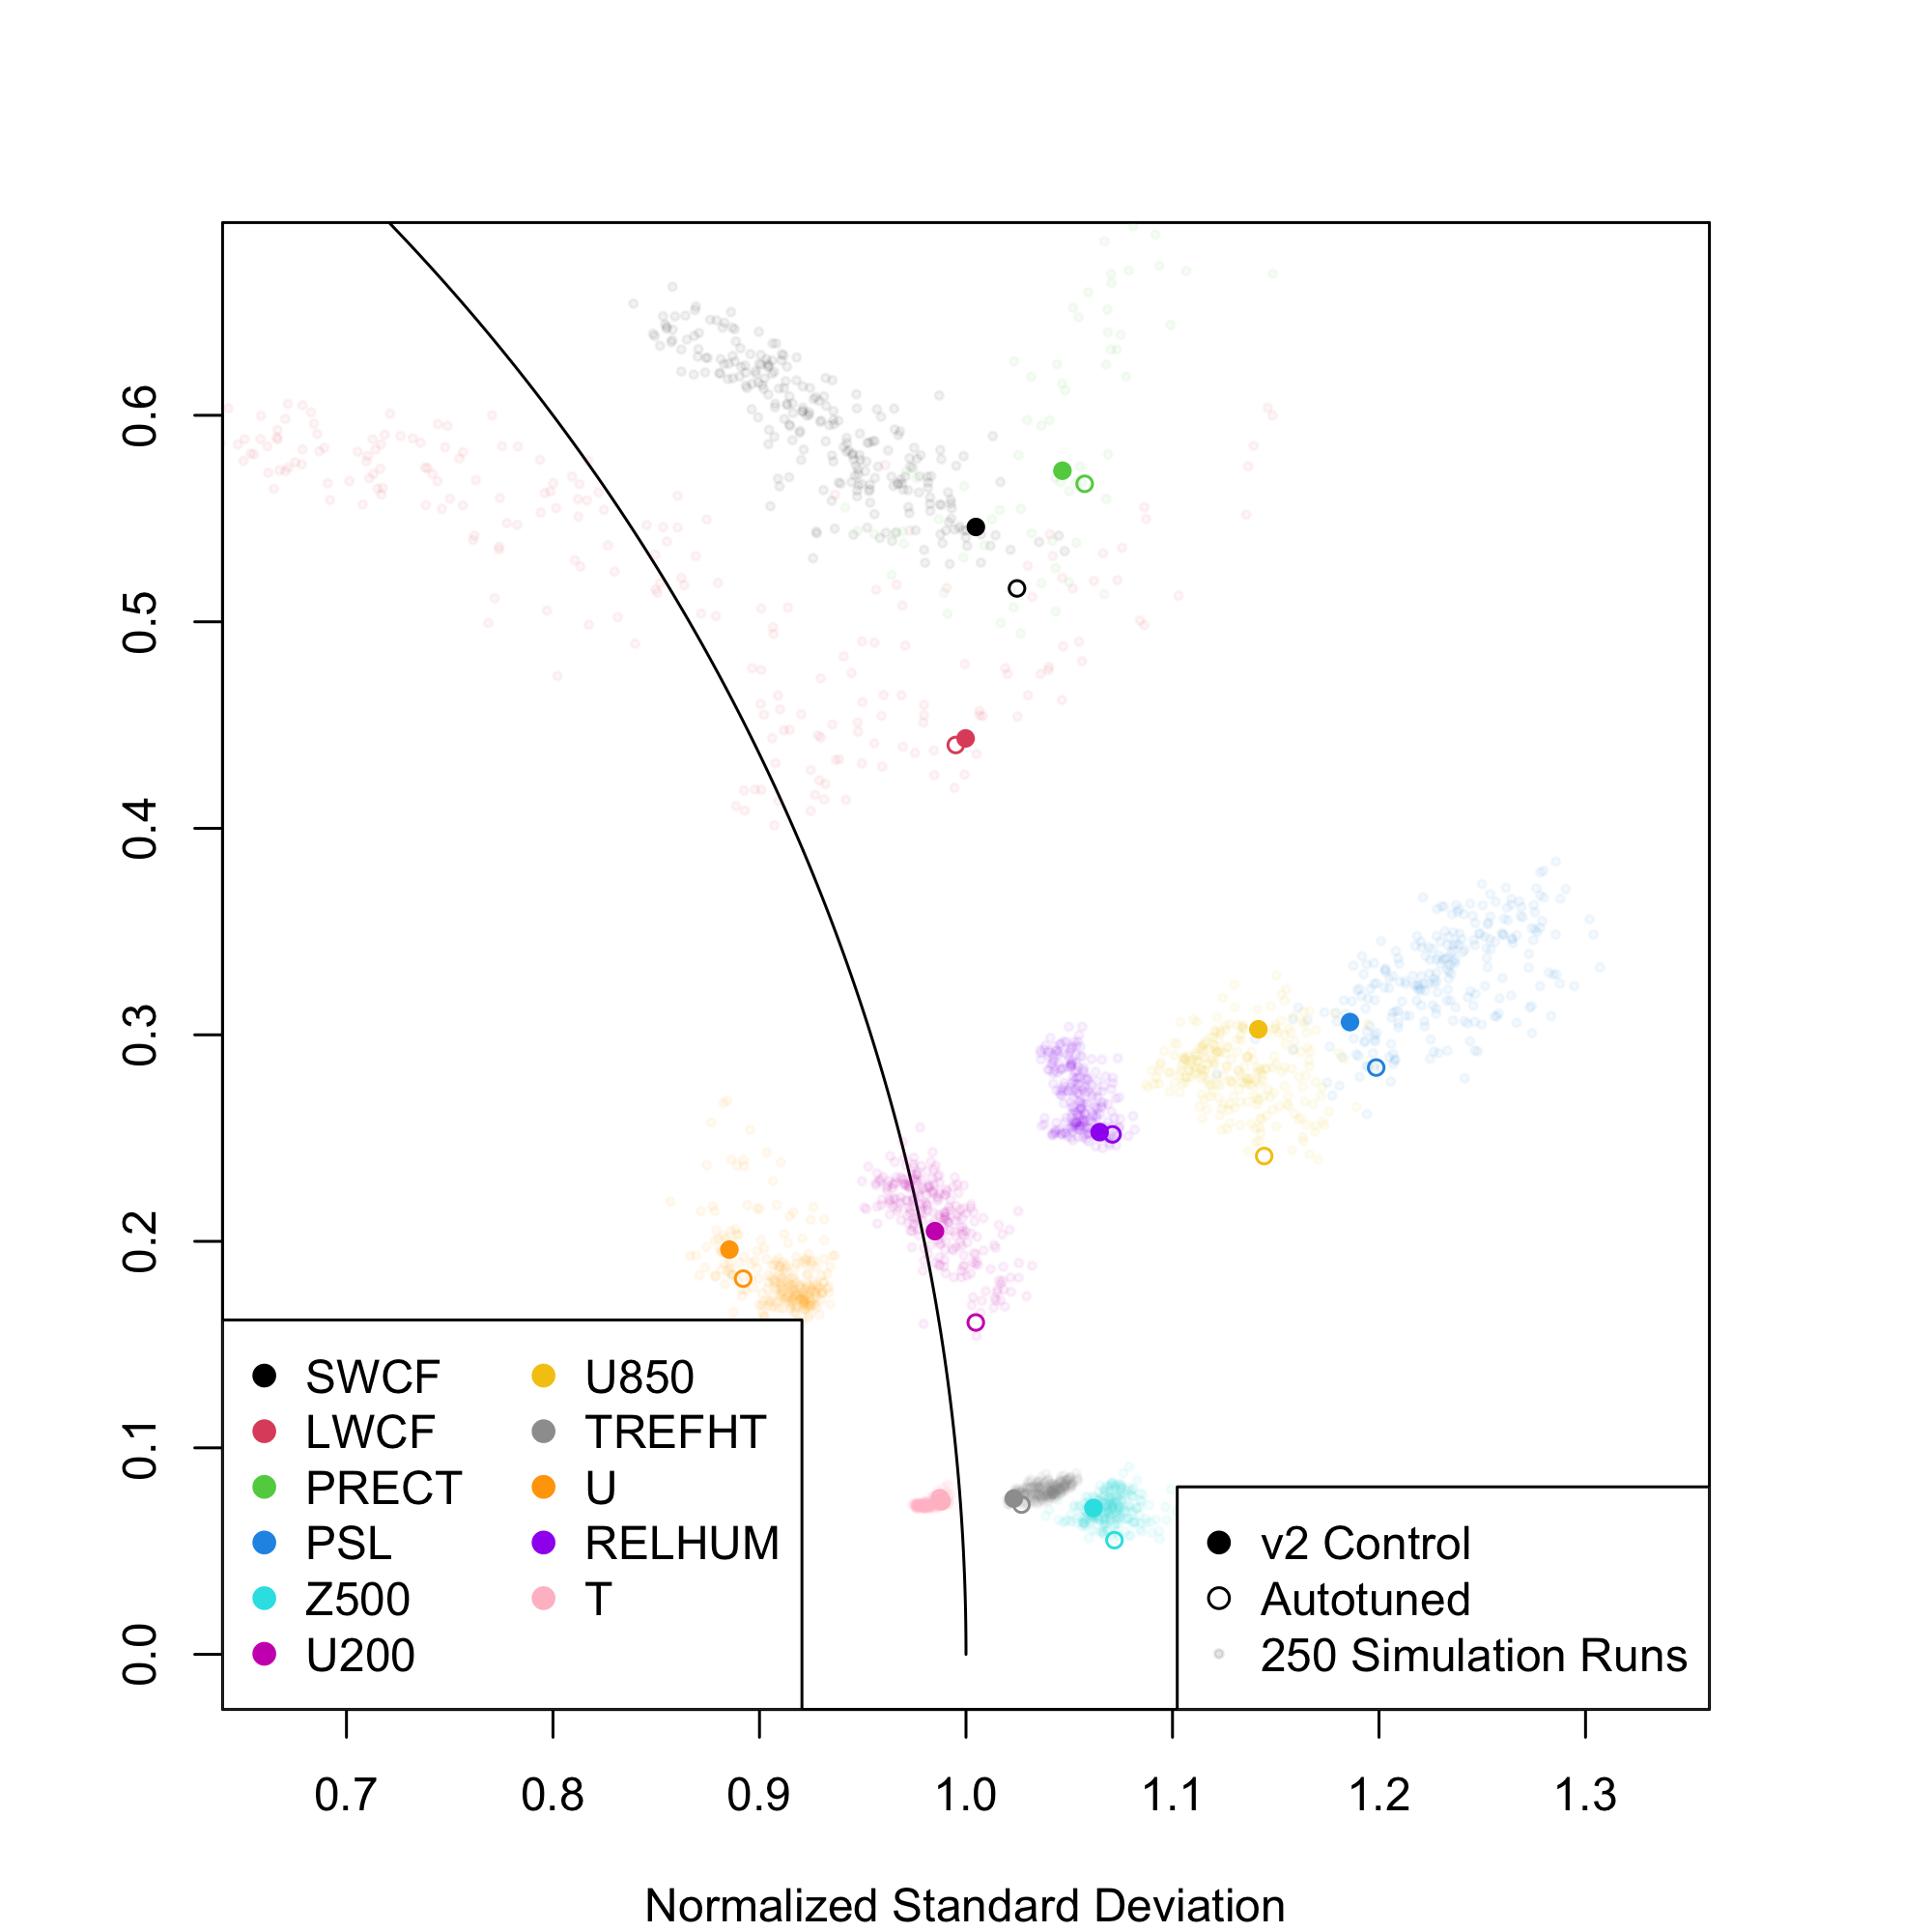 0.6
0.5
0.4
0.3
0.2
0.1
0.0
SWCF
LWCF
PRECT
PSL
Z500
U200
U850
TREFHT
U
RELHUM
T
v2 Control
Autotuned
250 Simulation Runs
0.7 0.8 0.9 1.0 1.1 1.2 1.3
Normalized Standard Deviation